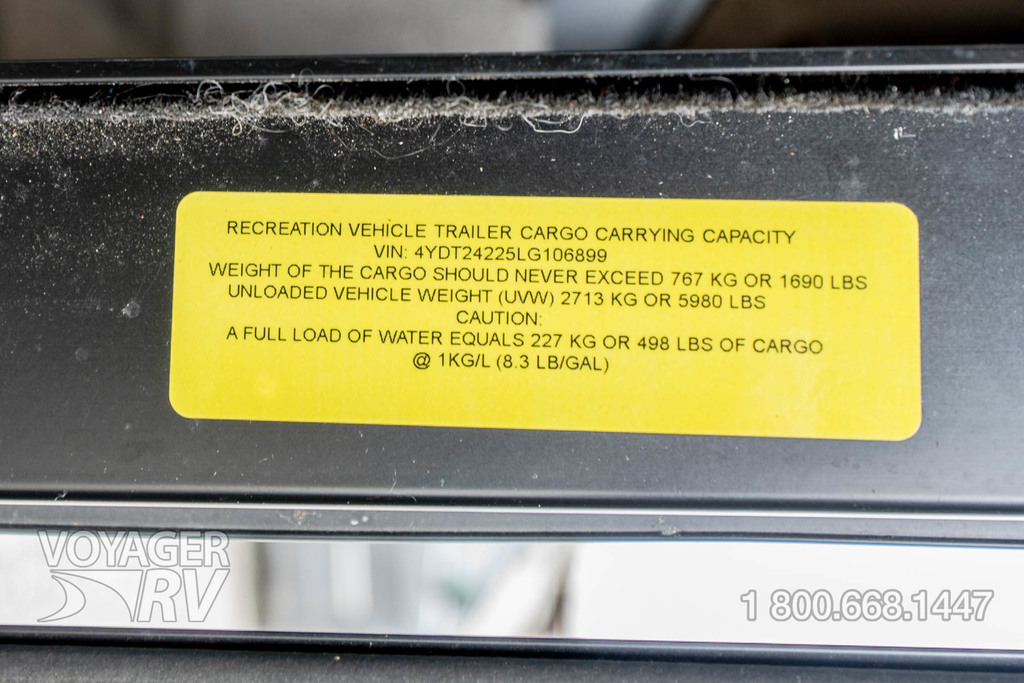 RECREATION VEHICLE TRAILER CARGO CARRYING CAPACITY
VIN: 4YDT24225LG106899
WEIGHT OF THE CARGO SHOULD NEVER EXCEED 767 KG OR 1690 LBS
UNLOADED VEHICLE WEIGHT (UVW) 2713 KG OR 5980 LBS
CAUTION:
A FULL LOAD OF WATER EQUALS 227 KG OR 498 LBS OF CARGO
@ 1KG/L (8.3 LB/GAL)
VOYAGER
RV
1 800.668.1447